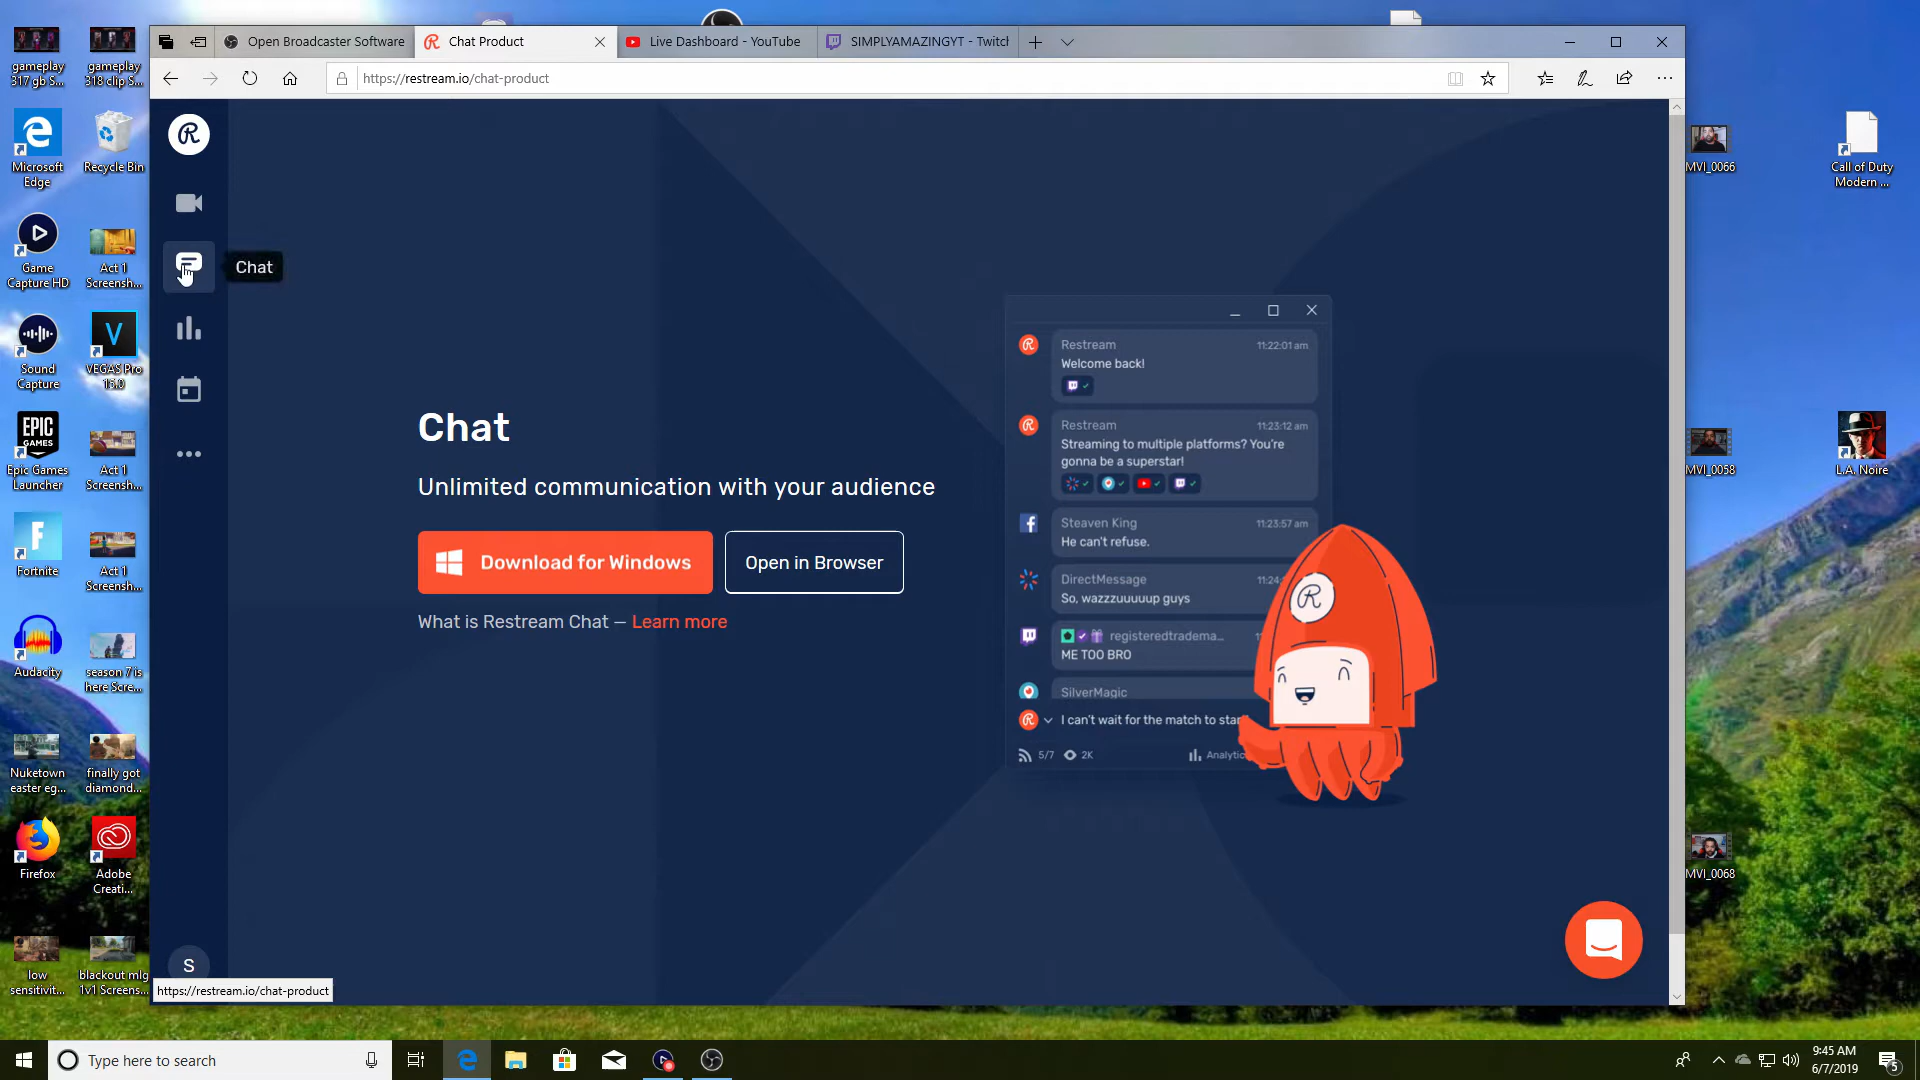 gameplay
317 gb S...
gameplay
318 clip S...
Microsoft
Edge
Recycle Bin
Game
Capture HD
Act 1
Screensh...
Sound
Capture
VEGAS Pro
15.0
EPIC
GAMES
Epic Games
Launcher
Act 1
Screensh...
Fortnite
Act 1
Screensh...
Audacity
season 7 is
here Scre...
Nuketown
easter eg...
finally got
diamond...
Firefox
Adobe
Creati...
low
sensitivit...
blackout mlg
1v1 Screens...
Open Broadcaster Software
Chat Product
Live Dashboard - YouTube
SIMPLYAMAZINGYT - Twitch
https://restream.io/chat-product
Chat
Chat
Unlimited communication with your audience
Download for Windows
Open in Browser
What is Restream Chat — Learn more
Restream 11:22:01 am
Welcome back!
Restream 11:23:12 am
Streaming to multiple platforms? You're
gonna be a superstar!
Steaven King 11:23:57 am
He can't refuse.
DirectMessage 11:24
So, wazzzuuuuup guys
registeredtradema...
ME TOO BRO
SilverMagic
I can't wait for the match to star
5/7 2K Analytic
S
https://restream.io/chat-product
MVI_0066
Call of Duty
Modern ...
MVI_0058
L.A. Noire
MVI_0068
Type here to search
9:45 AM
6/7/2019
5